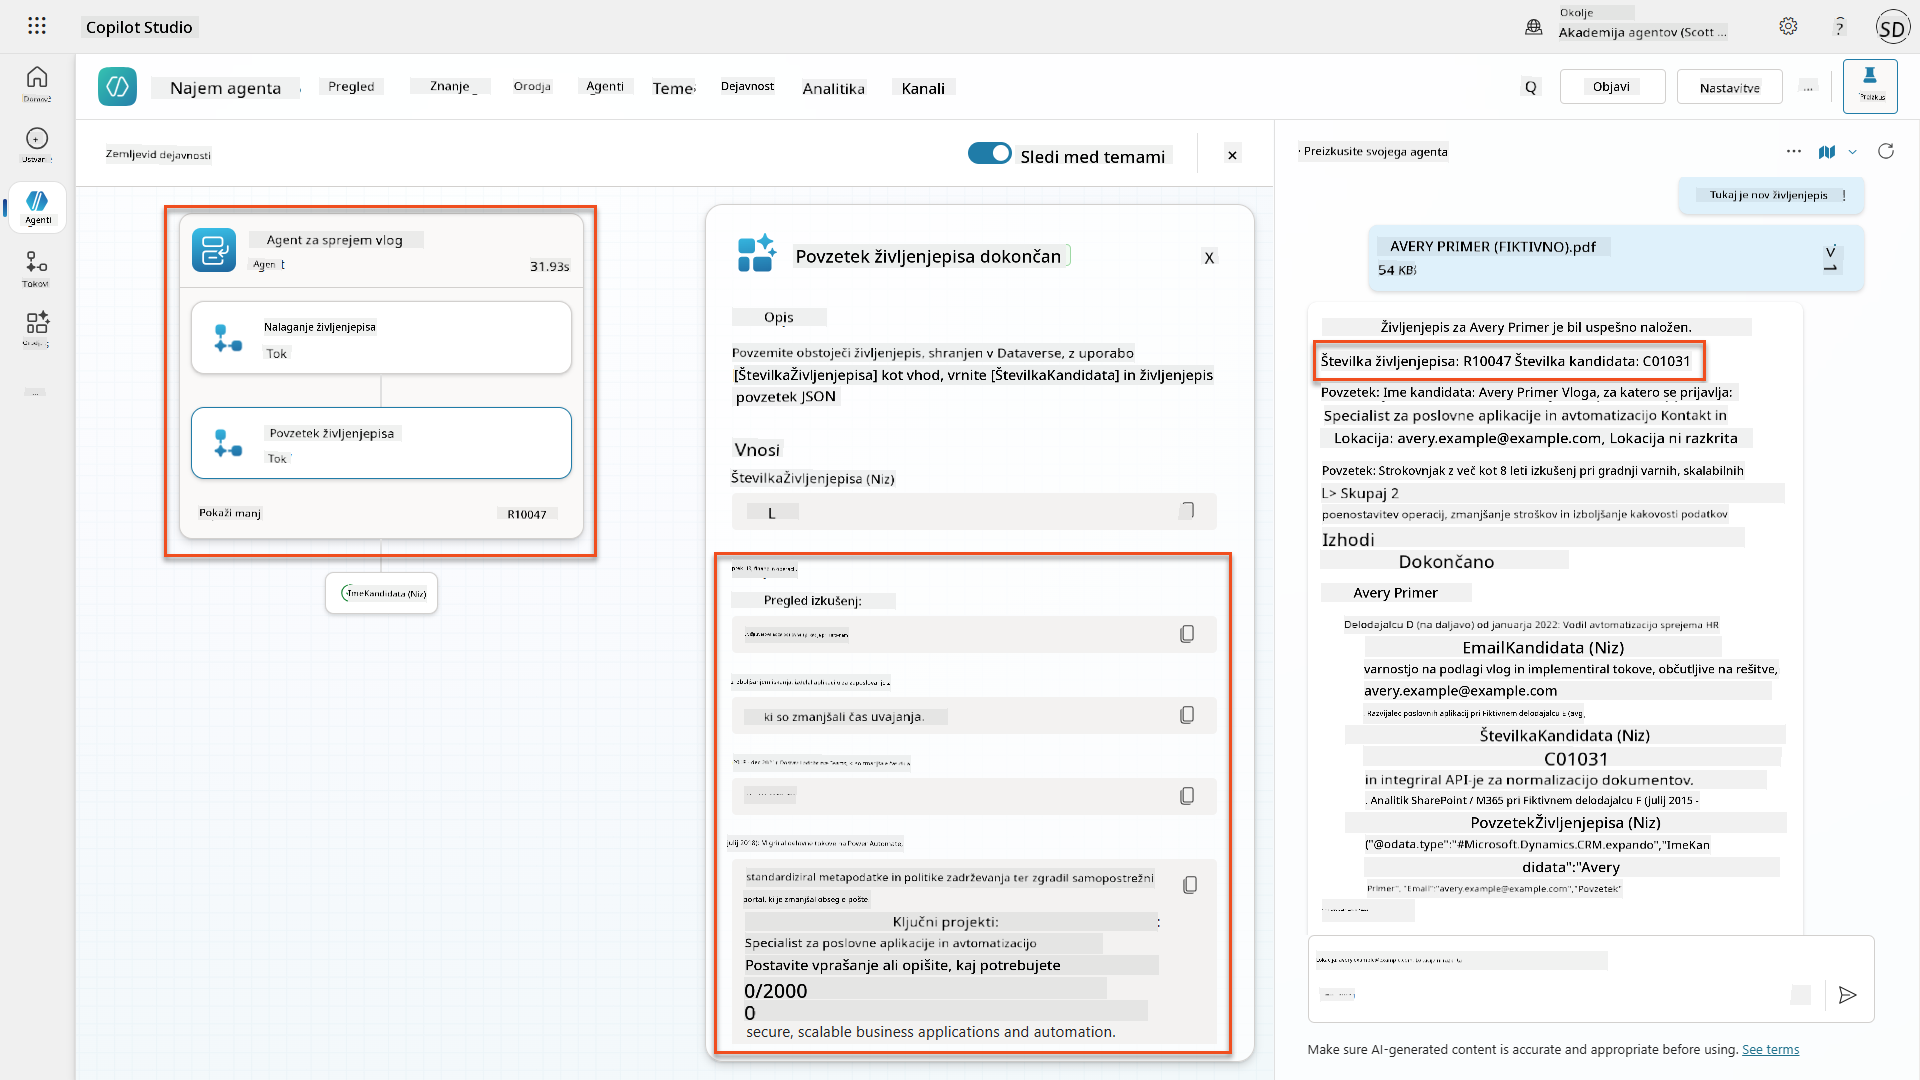 Copilot Studio
Okolje
Akademija agentov (Scott ...
?
SD
Domov
Ustvari
Agenti
Tokovi
...
Najem agenta
Pregled
Znanje
Orodja
Agenti
Teme
Dejavnost
Analitika
Kanali
Q
Objavi
Nastavitve
...
Preizkus
Zemljevid dejavnosti
Sledi med temami
×
Agent za sprejem vlog
Agent
31.93s
Nalaganje življenjepisa
Tok
Povzetek življenjepisa
Tok
Pokaži manj
R10047
ImeKandidata (Niz)
Povzetek življenjepisa dokončan
X
Opis
Povzemite obstoječi življenjepis, shranjen v Dataverse, z uporabo
[ŠtevilkaŽivljenjepisa] kot vhod, vrnite [ŠtevilkaKandidata] in življenjepis
povzetek JSON
Vnosi
ŠtevilkaŽivljenjepisa (Niz)
L
Pregled izkušenj:
ki so zmanjšali čas uvajanja.
julij 2018): Migriral delovne tokove na Power Automate,
standardiziral metapodatke in politike zadrževanja ter zgradil samopostrežni
portal, ki je zmanjšal obseg e-pošte.
Ključni projekti:
Specialist za poslovne aplikacije in avtomatizacijo
Postavite vprašanje ali opišite, kaj potrebujete
0/2000
0
secure, scalable business applications and automation.
Preizkusite svojega agenta
Tukaj je nov življenjepis !
AVERY PRIMER (FIKTIVNO).pdf
54 KB
Življenjepis za Avery Primer je bil uspešno naložen.
Številka življenjepisa: R10047 Številka kandidata: C01031
Povzetek: Ime kandidata: Avery Primer Vloga, za katero se prijavlja:
Specialist za poslovne aplikacije in avtomatizacijo Kontakt in
Lokacija: avery.example@example.com, Lokacija ni razkrita
Povzetek: Strokovnjak z več kot 8 leti izkušenj pri gradnji varnih, skalabilnih
L> Skupaj 2
poenostavitev operacij, zmanjšanje stroškov in izboljšanje kakovosti podatkov
Izhodi
Dokončano
Avery Primer
Delodajalcu D (na daljavo) od januarja 2022: Vodil avtomatizacijo sprejema HR
EmailKandidata (Niz)
varnostjo na podlagi vlog in implementiral tokove, občutljive na rešitve,
avery.example@example.com
Razvijalec poslovnih aplikacij pri Fiktivnem delodajalcu E (avg.
ŠtevilkaKandidata (Niz)
C01031
in integriral API-je za normalizacijo dokumentov.
. Analitik SharePoint / M365 pri Fiktivnem delodajalcu F (julij 2015 -
PovzetekŽivljenjepisa (Niz)
{"@odata.type":"#Microsoft.Dynamics.CRM.expando","ImeKan
didata":"Avery
Primer", "Email":"avery.example@example.com","Povzetek"
Make sure AI-generated content is accurate and appropriate before using. See terms